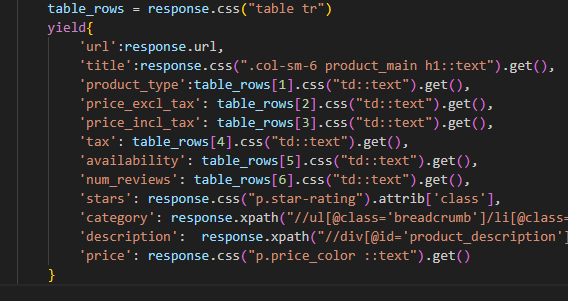 table_rows = response.css("table tr")
yield{
'url':response.url,
'title':response.css(".col-sm-6 product_main h1::text").get(),
'product_type':table_rows[1].css("td::text").get(),
'price_excl_tax': table_rows[2].css("td::text").get(),
'price_incl_tax': table_rows[3].css("td::text").get(),
'tax': table_rows[4].css("td::text").get(),
'availability': table_rows[5].css("td::text").get(),
'num_reviews': table_rows[6].css("td::text").get(),
'stars': response.css("p.star-rating").attrib['class'],
'category': response.xpath("//ul[@class='breadcrumb']/li[@class=
'description':  response.xpath("//div[@id='product_description']
'price': response.css("p.price_color ::text").get()
}